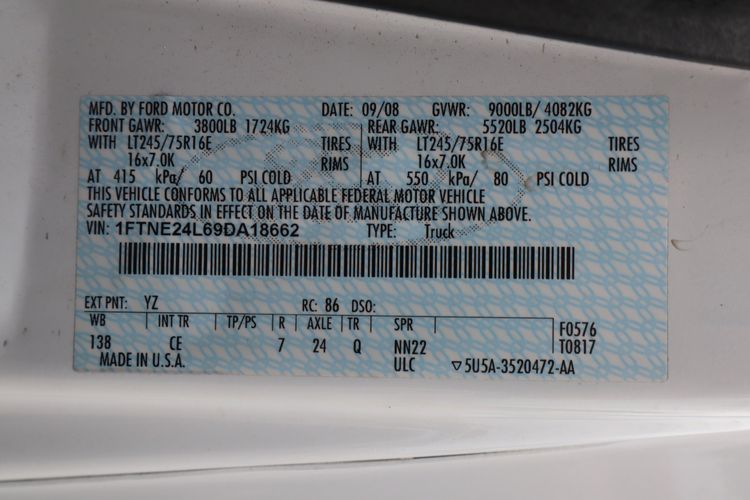 MFD. BY FORD MOTOR CO. DATE: 09/08 GVWR: 9000LB/ 4082KG
FRONT GAWR: 3800LB 1724KG REAR GAWR: 5520LB 2504KG
WITH LT245/75R16E TIRES WITH LT245/75R16E TIRES
16x7.0K RIMS 16x7.0K RIMS
AT 415 kPa/ 60 PSI COLD AT 550 kPa/ 80 PSI COLD
THIS VEHICLE CONFORMS TO ALL APPLICABLE FEDERAL MOTOR VEHICLE
SAFETY STANDARDS IN EFFECT ON THE DATE OF MANUFACTURE SHOWN ABOVE.
VIN: 1FTNE24L69DA18662 TYPE: Truck
EXT PNT: YZ RC: 86 DSO:
WB INT TR TP/PS R AXLE TR SPR F0576
138 CE 7 24 Q NN22 T0817
MADE IN U.S.A. ULC ▽5U5A-3520472-AA